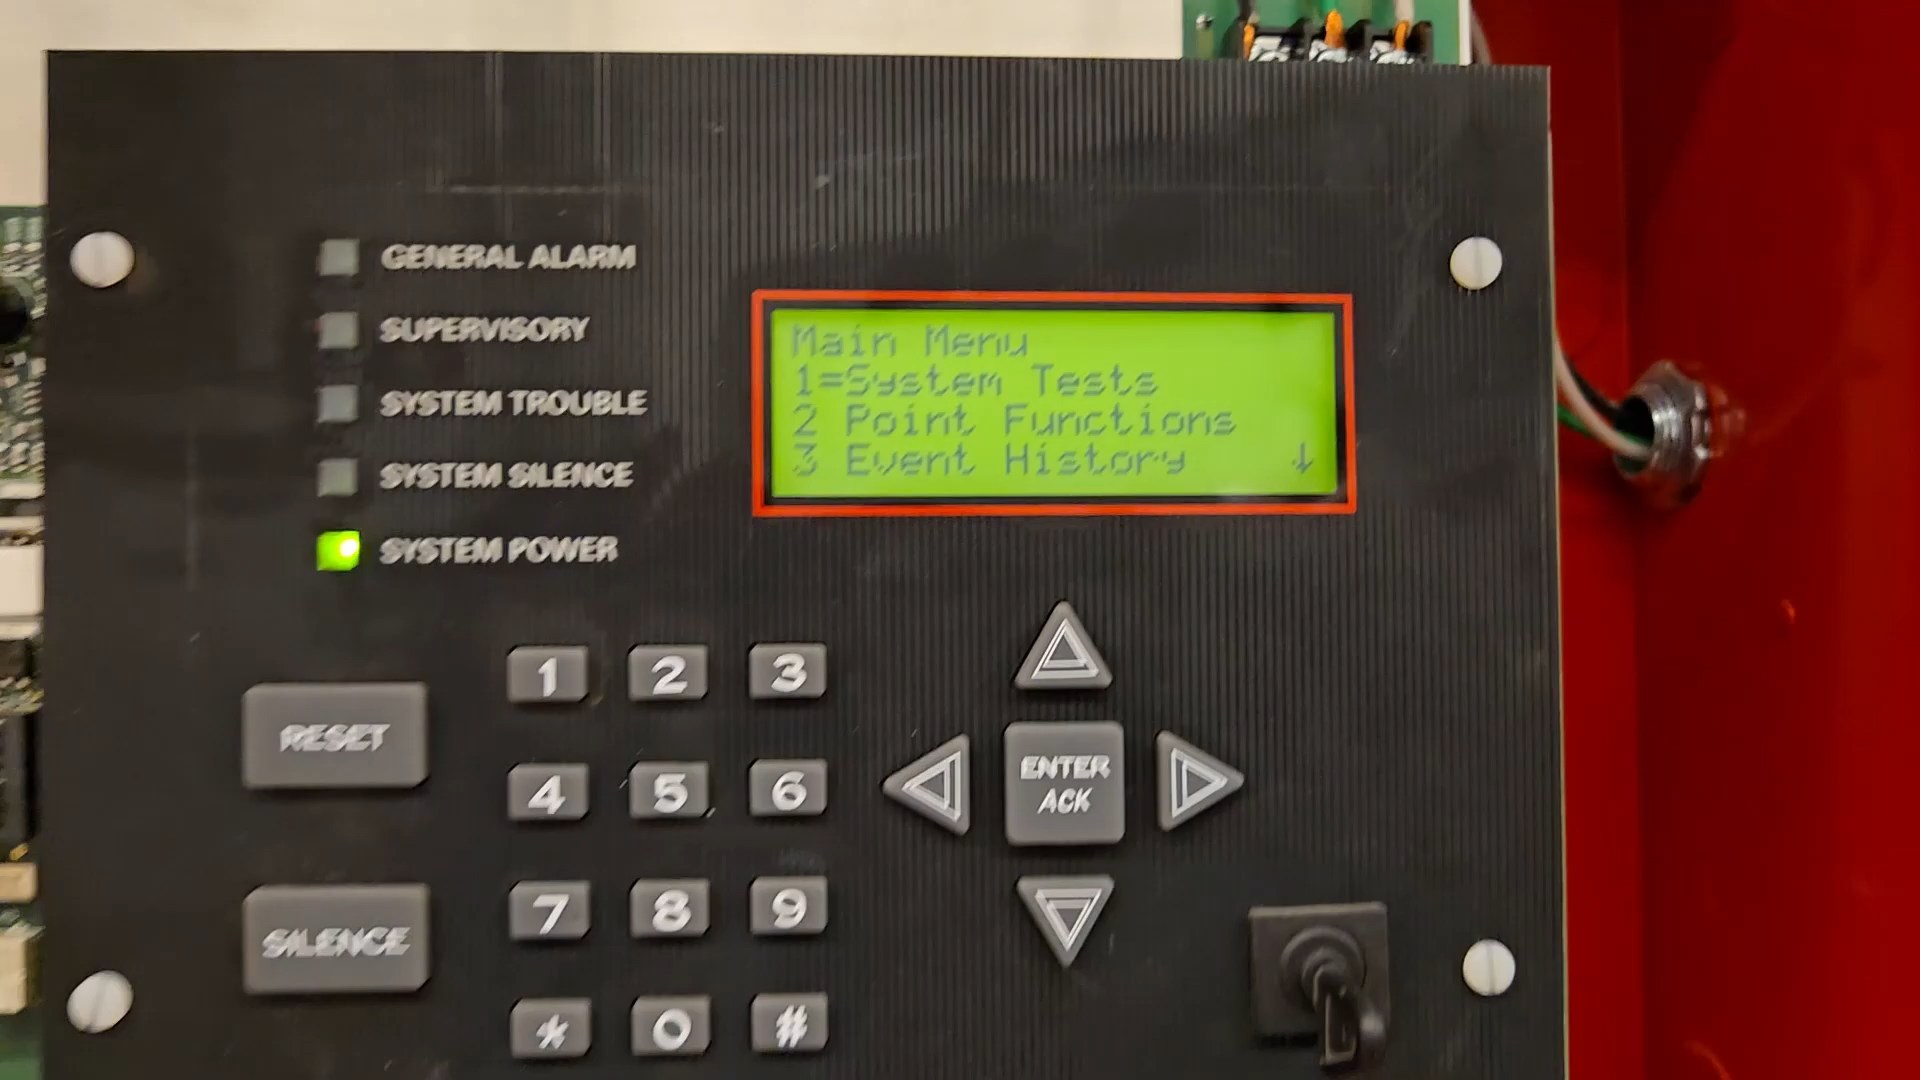 GENERAL ALARM
SUPERVISORY
SYSTEM TROUBLE
SYSTEM SILENCE
SYSTEM POWER
Main Menu
1=System Tests
2 Point Functions
3 Event History ↓
RESET
SILENCE
1 2 3
4 5 6
7 8 9
* 0 #
ENTER
ACK